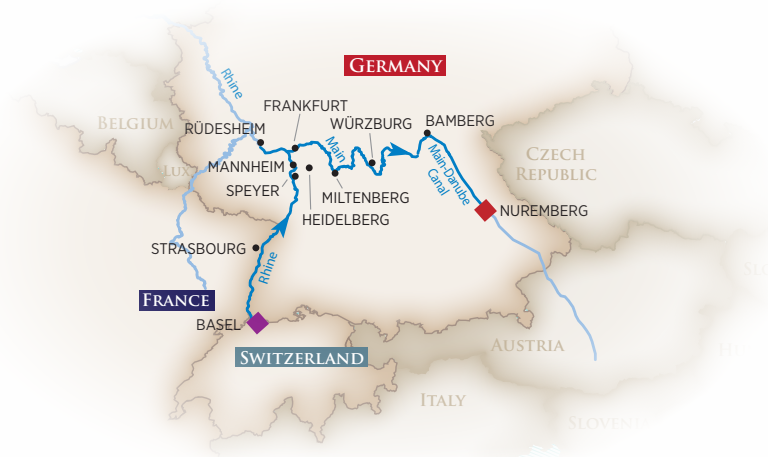 GERMANY
Rhine
FRANKFURT
BELGIUM
RÜDESHEIM
WÜRZBURG
BAMBERG
Main
LUX
MANNHEIM
CZECH
REPUBLIC
SPEYER
MILTENBERG
Main-Danube
Canal
HEIDELBERG
NUREMBERG
STRASBOURG
Rhine
FRANCE
BASEL
SWITZERLAND
AUSTRIA
ITALY